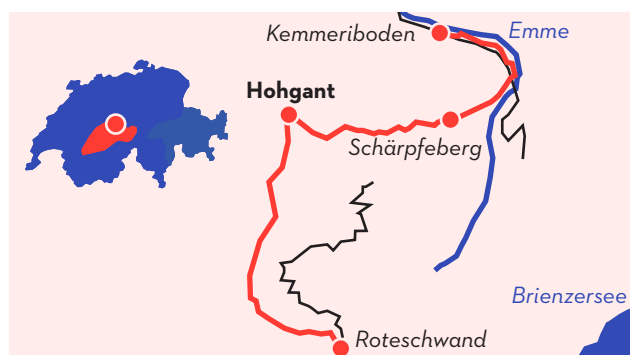 Kemmeriboden
Emme
Hohgant
Schärpfeberg
Brienzersee
Roteschwand